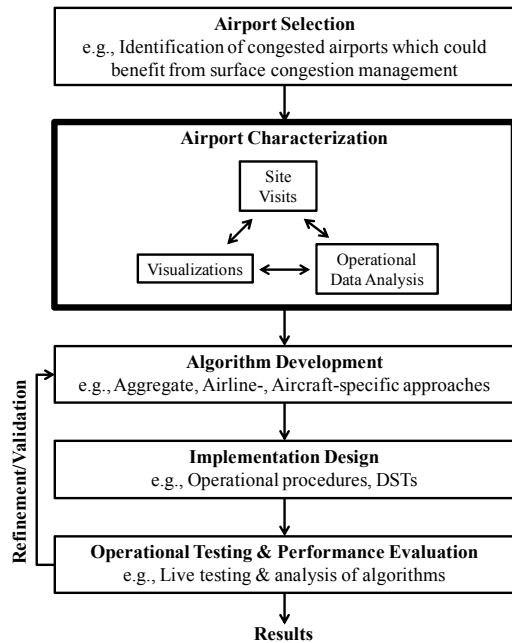 Airport Selection
e.g., Identification of congested airports which could
benefit from surface congestion management
Airport Characterization
Site
Visits
Visualizations
Operational
Data Analysis
Algorithm Development
e.g., Aggregate, Airline-, Aircraft-specific approaches
Refinement/Validation
Implementation Design
e.g., Operational procedures, DSTs
Operational Testing & Performance Evaluation
e.g., Live testing & analysis of algorithms
Results